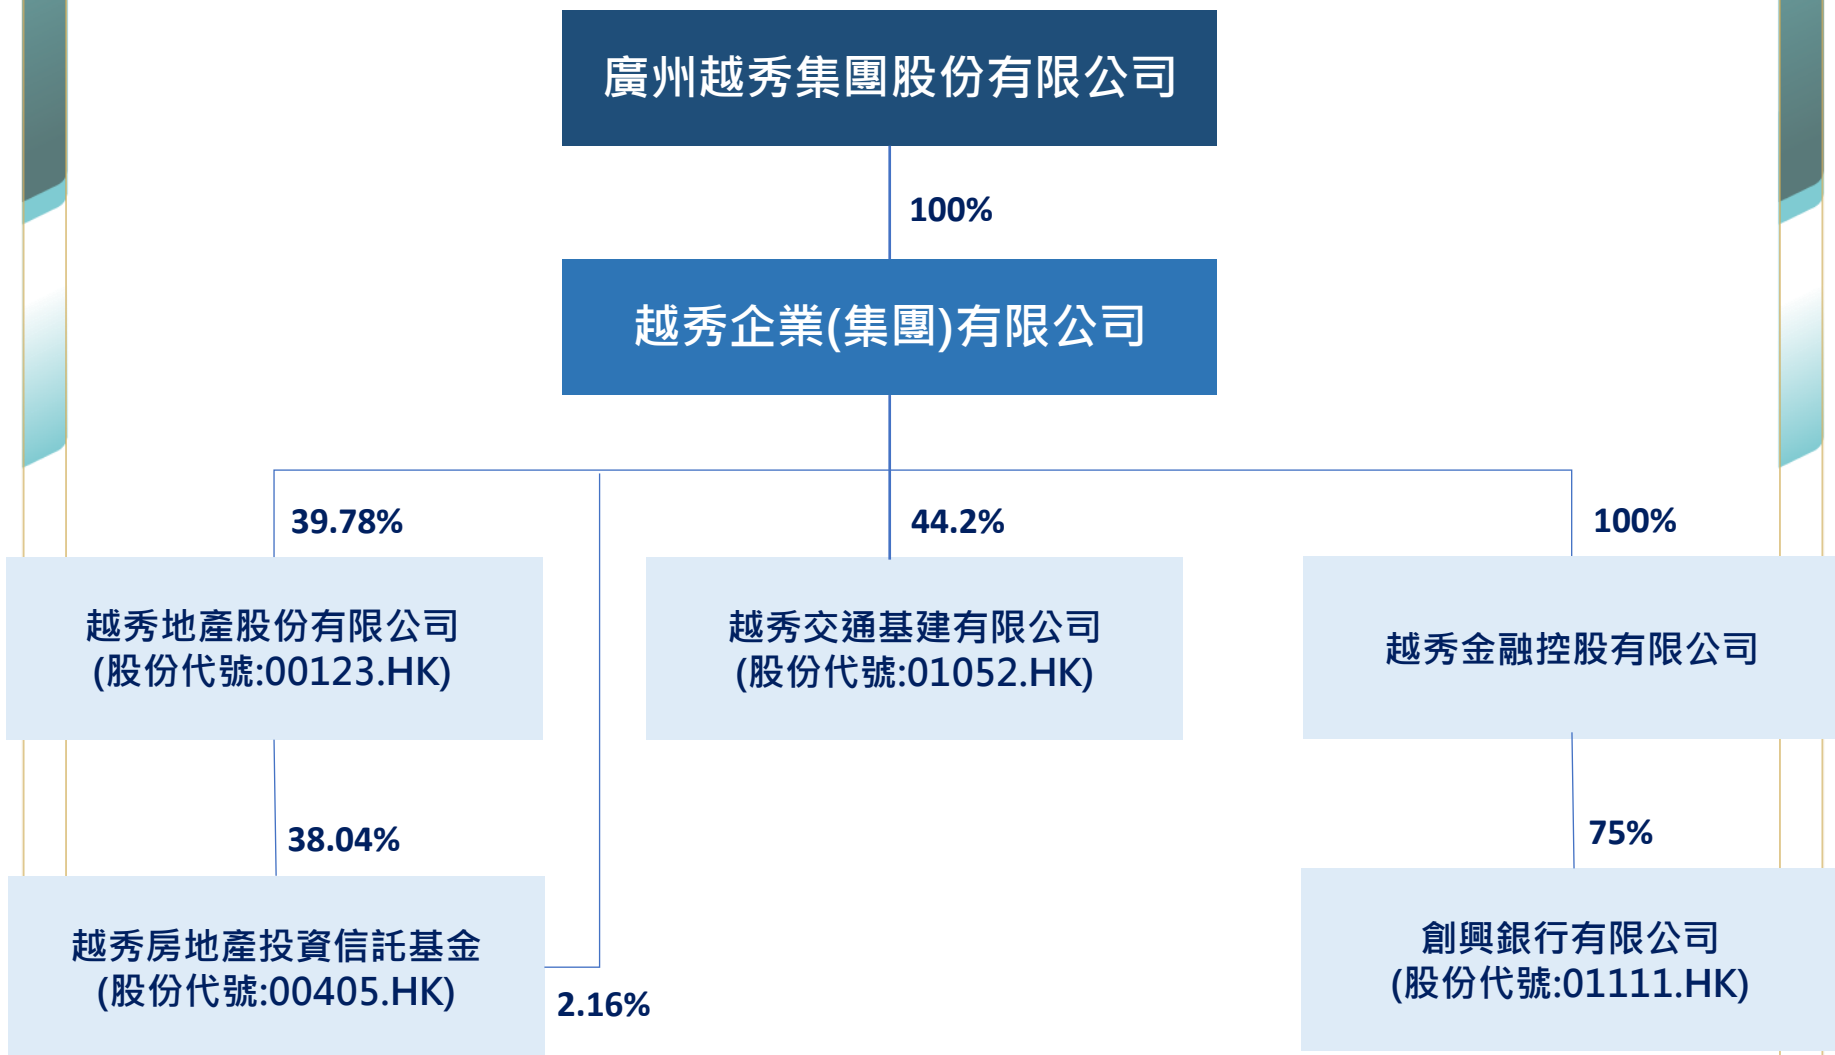 廣州越秀集團股份有限公司
100%
越秀企業(集團)有限公司
39.78%
44.2%
100%
越秀地產股份有限公司
(股份代號:00123.HK)
越秀交通基建有限公司
(股份代號:01052.HK)
越秀金融控股有限公司
38.04%
75%
越秀房地產投資信託基金
(股份代號:00405.HK)
2.16%
創興銀行有限公司
(股份代號:01111.HK)